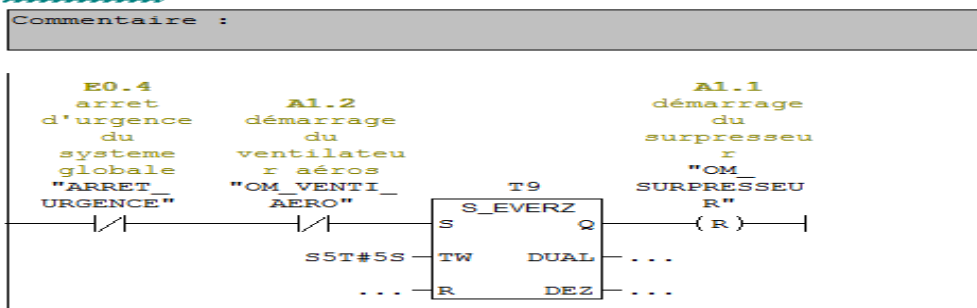 Commentaire :
E0.4
arret
d'urgence
du
systeme
globale
"ARRET_
URGENCE"
A1.2
démarrage
du
ventilateu
r aéros
"OM_VENTI_
AERO"
T9
S_EVERZ
S
Q
S5T#5S
TW
DUAL
...
...
R
DEZ
...
A1.1
démarrage
du
surpresseu
r
"OM_
SURPRESSEU
R"
R